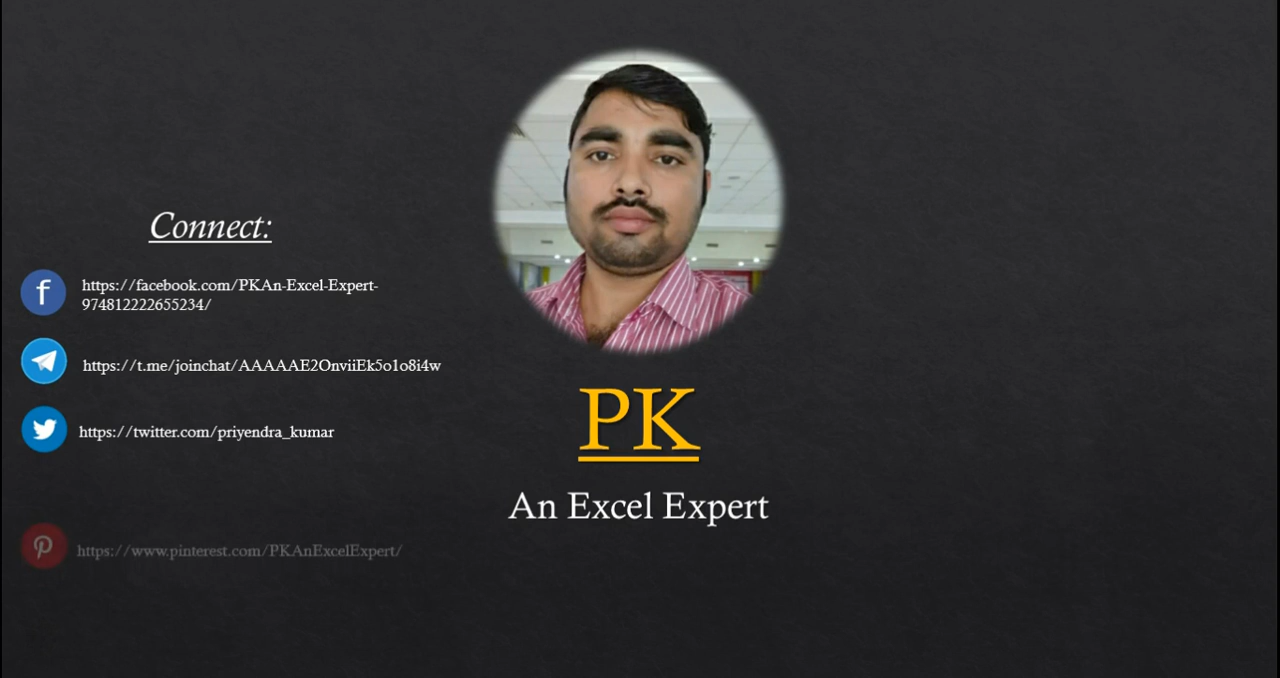 Connect:
https://facebook.com/PKAn-Excel-Expert-
974812222655234/
https://t.me/joinchat/AAAAAE2OnviiEk5o1o8i4w
https://twitter.com/priyendra_kumar
https://www.pinterest.com/PKAnExcelExpert/
PK
An Excel Expert